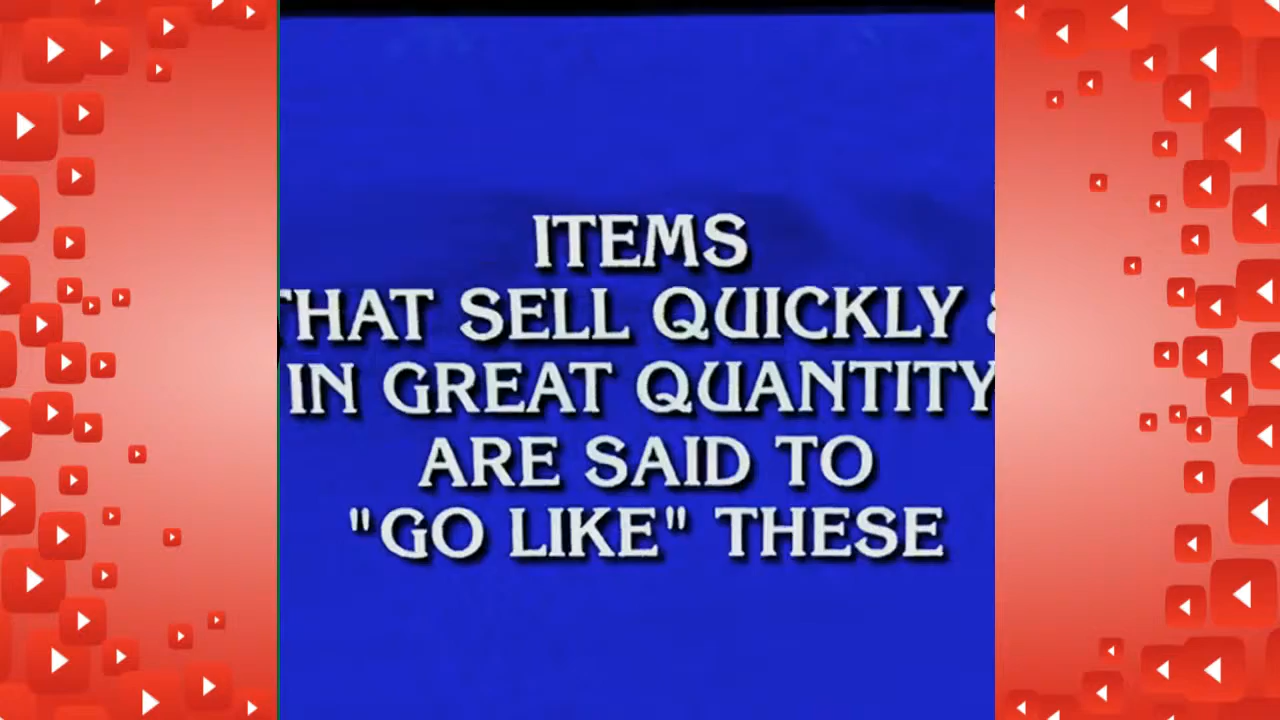 ITEMS
THAT SELL QUICKLY &
IN GREAT QUANTITY
ARE SAID TO
"GO LIKE" THESE